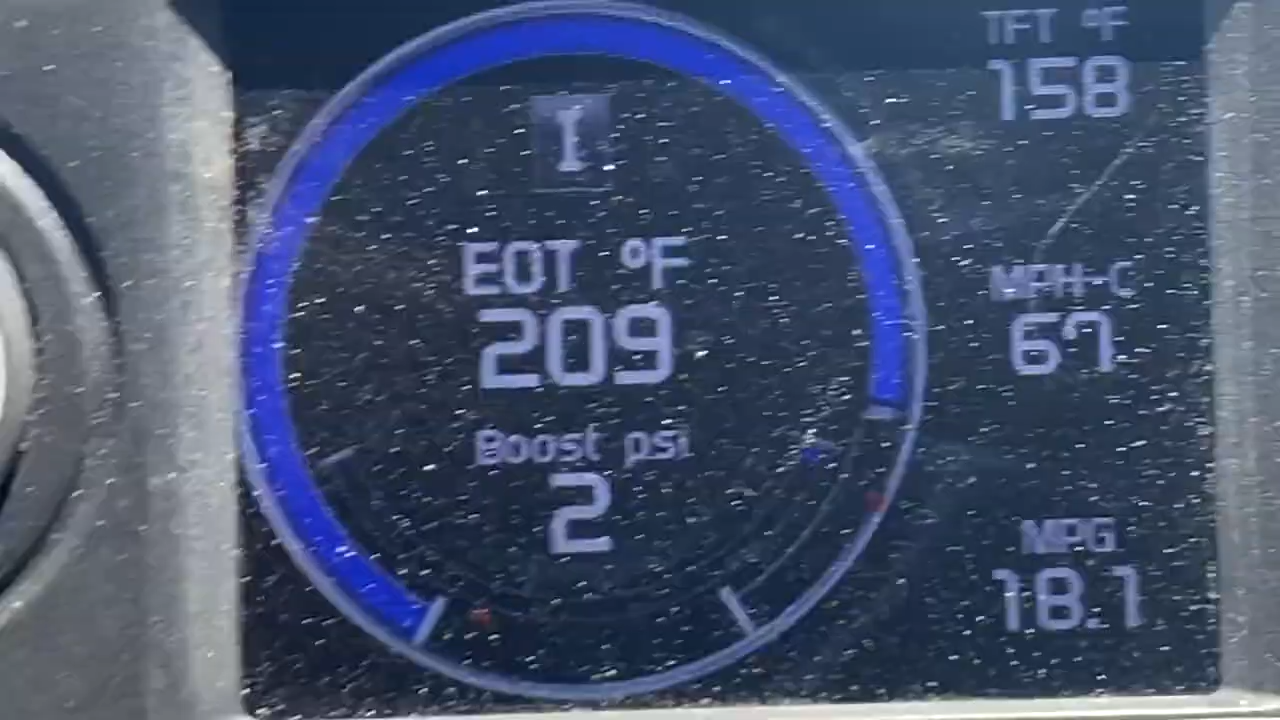 EOT °F
209
Boost psi
2
TFT °F
158
MPH-C
67
MPG
18.1